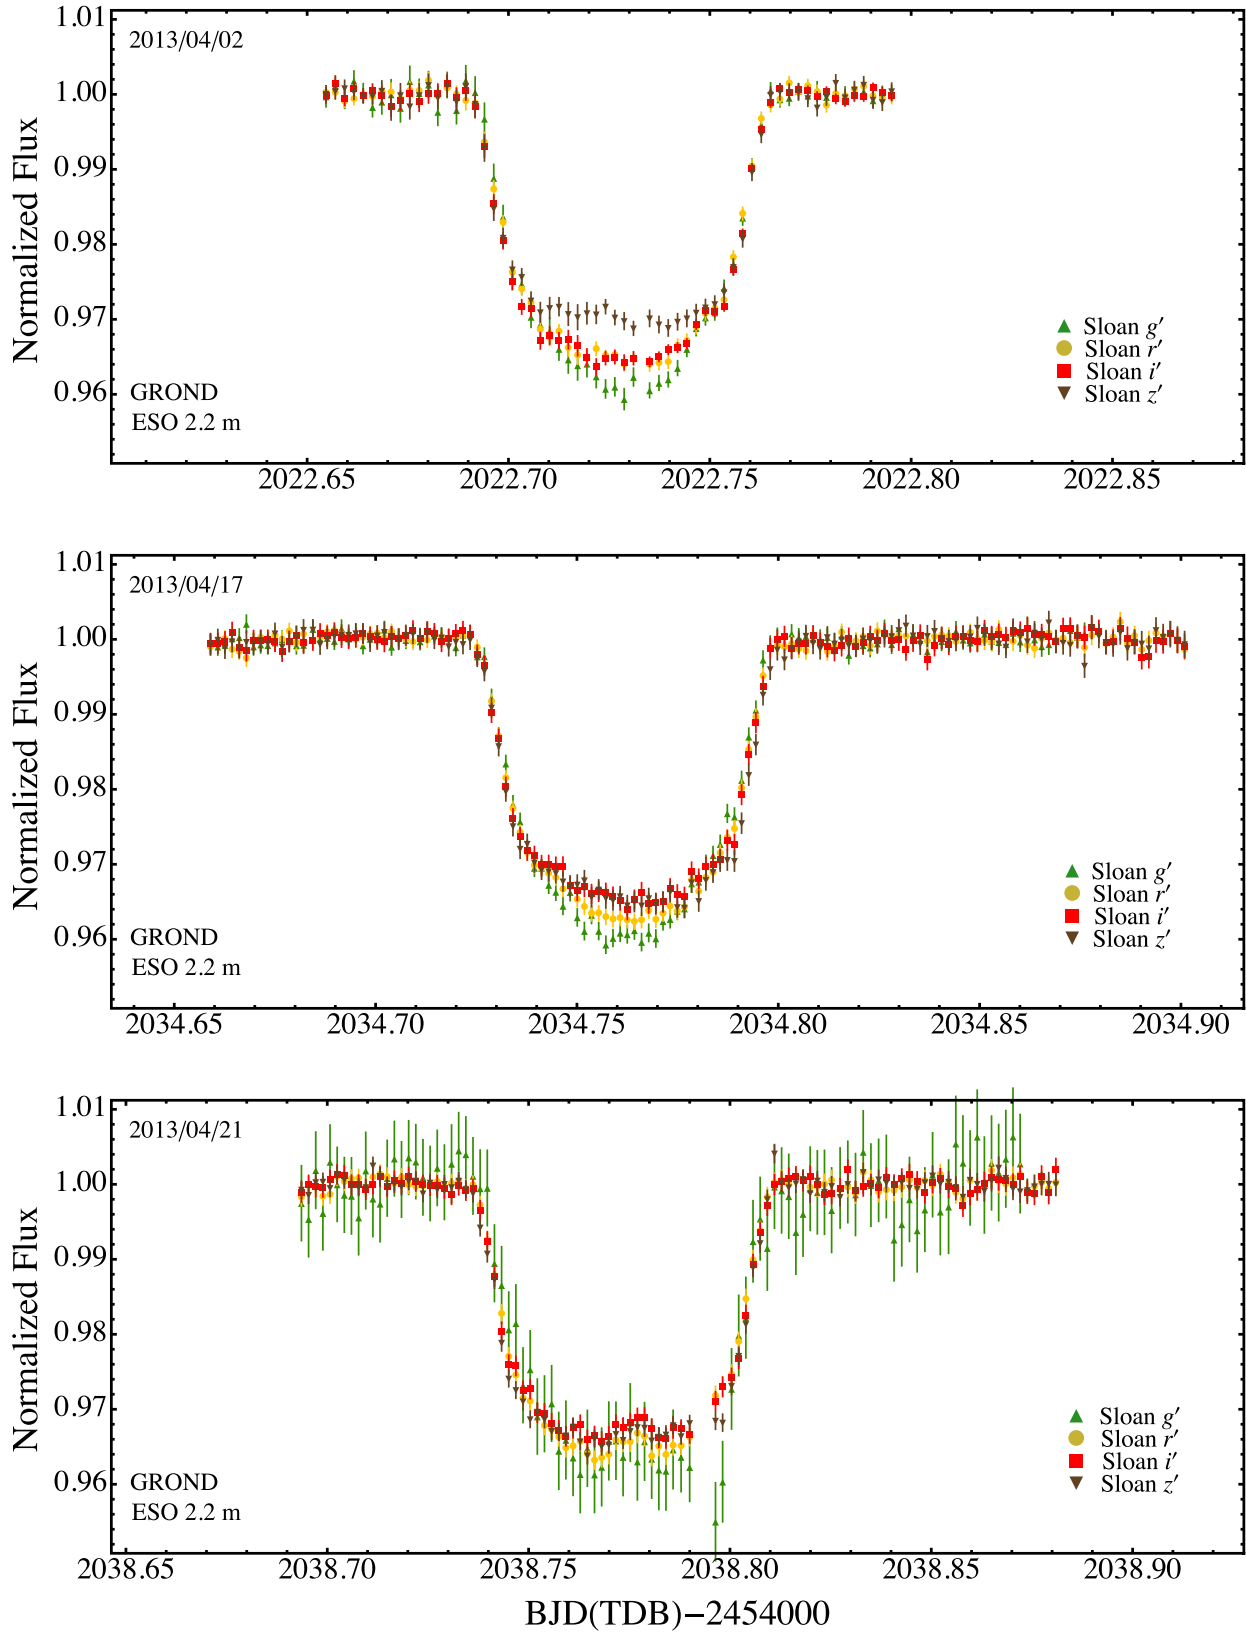 1.01
2013/04/02
1.00
0.99
0.98
0.97
0.96
Normalized Flux
Sloan g′
Sloan r′
Sloan i′
Sloan z′
GROND
ESO 2.2 m
2022.65 2022.70 2022.75 2022.80 2022.85
1.01
2013/04/17
1.00
0.99
0.98
0.97
0.96
Normalized Flux
Sloan g′
Sloan r′
Sloan i′
Sloan z′
GROND
ESO 2.2 m
2034.65 2034.70 2034.75 2034.80 2034.85 2034.90
1.01
2013/04/21
1.00
0.99
0.98
0.97
0.96
Normalized Flux
Sloan g′
Sloan r′
Sloan i′
Sloan z′
GROND
ESO 2.2 m
2038.65 2038.70 2038.75 2038.80 2038.85 2038.90
BJD(TDB)−2454000